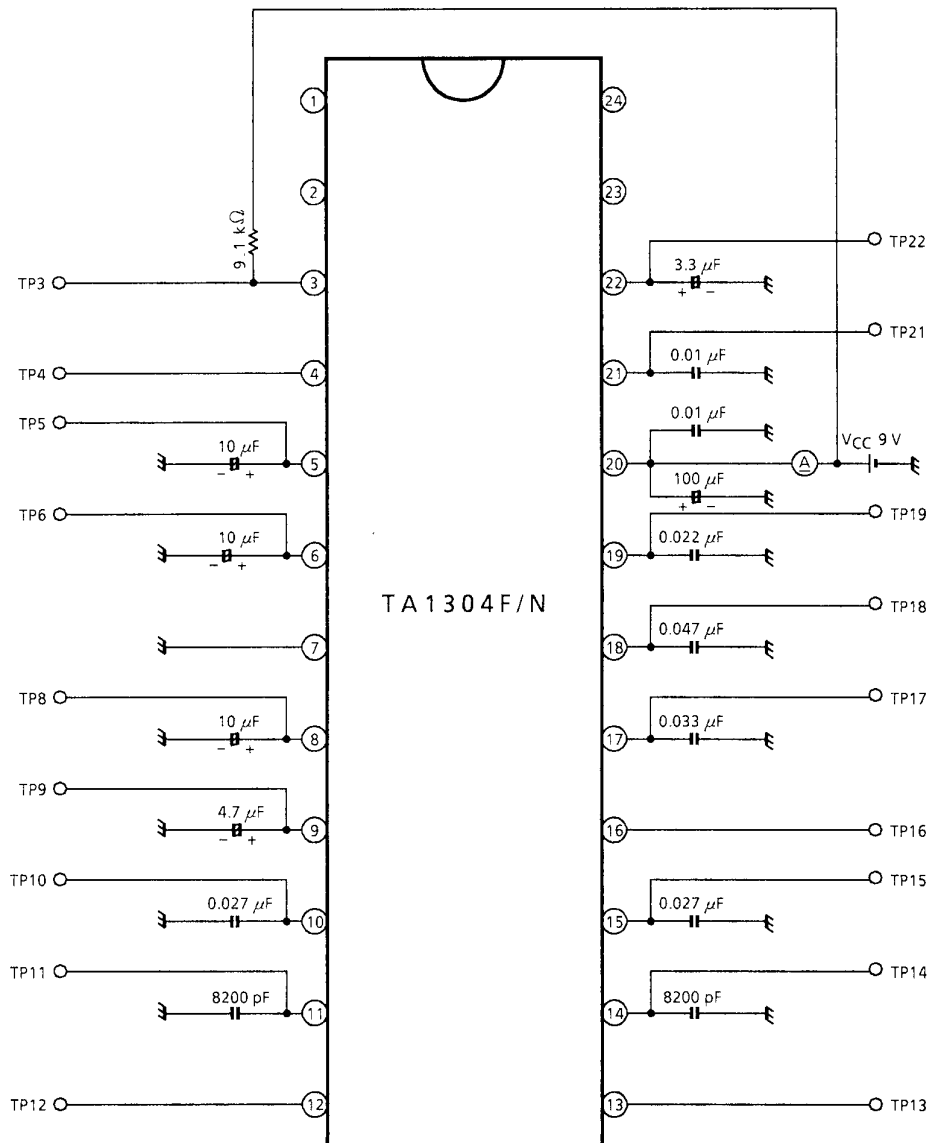 1
24
2
23
9.1 kΩ
TP22
3.3 μF
+ −
TP3
3
22
TP21
0.01 μF
TP4
4
21
TP5
0.01 μF
10 μF
VCC 9 V
− +
5
20
A
100 μF
+ −
TP6
TP19
10 μF
0.022 μF
− +
6
19
TA1304F/N
TP18
0.047 μF
7
18
TP8
TP17
10 μF
0.033 μF
− +
8
17
TP9
4.7 μF
− +
9
16
TP16
TP10
TP15
0.027 μF
0.027 μF
10
15
TP11
TP14
8200 pF
8200 pF
11
14
TP12
12
13
TP13